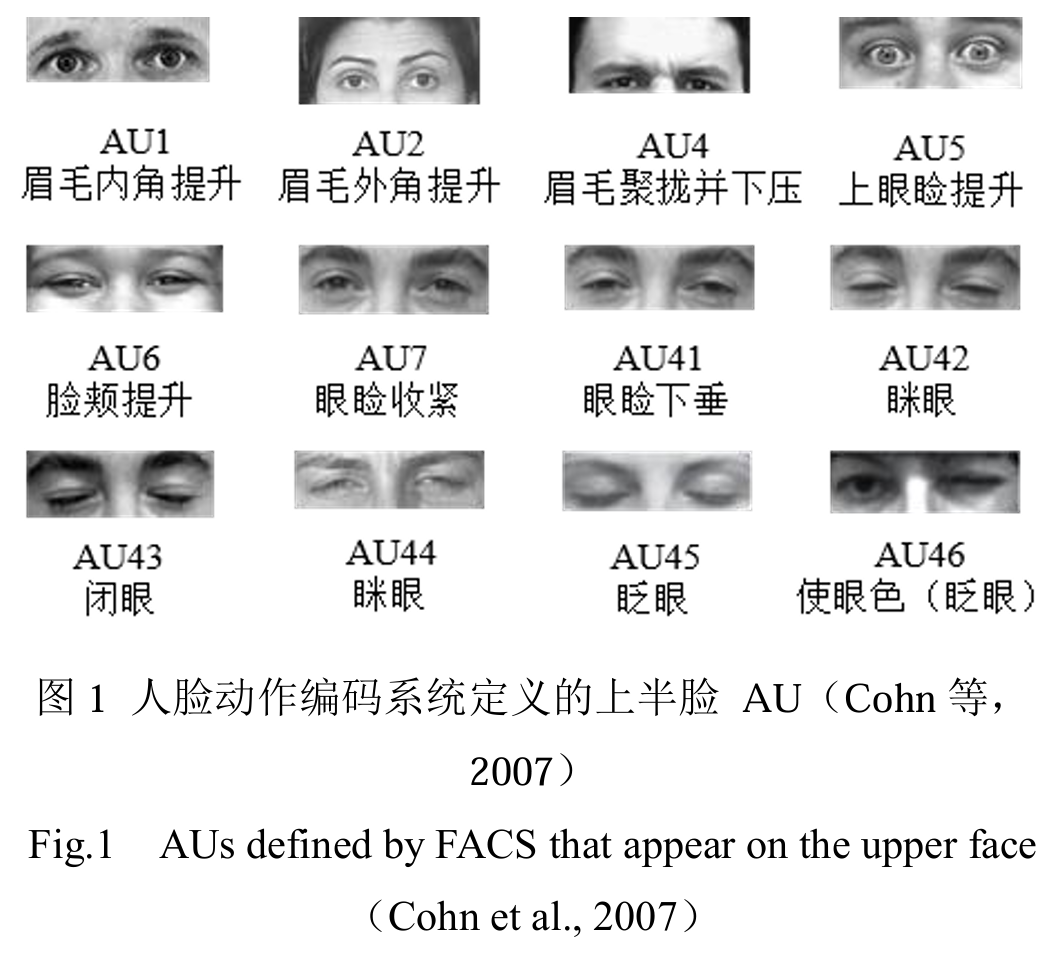 AU1 AU2 AU4 AU5
眉毛内角提升 眉毛外角提升 眉毛聚拢并下压 上眼睑提升
AU6 AU7 AU41 AU42
脸颊提升 眼睑收紧 眼睑下垂 眯眼
AU43 AU44 AU45 AU46
闭眼 眯眼 眨眼 使眼色（眨眼）
图 1 人脸动作编码系统定义的上半脸 AU（Cohn 等，
2007）
Fig.1 AUs defined by FACS that appear on the upper face
（Cohn et al., 2007）